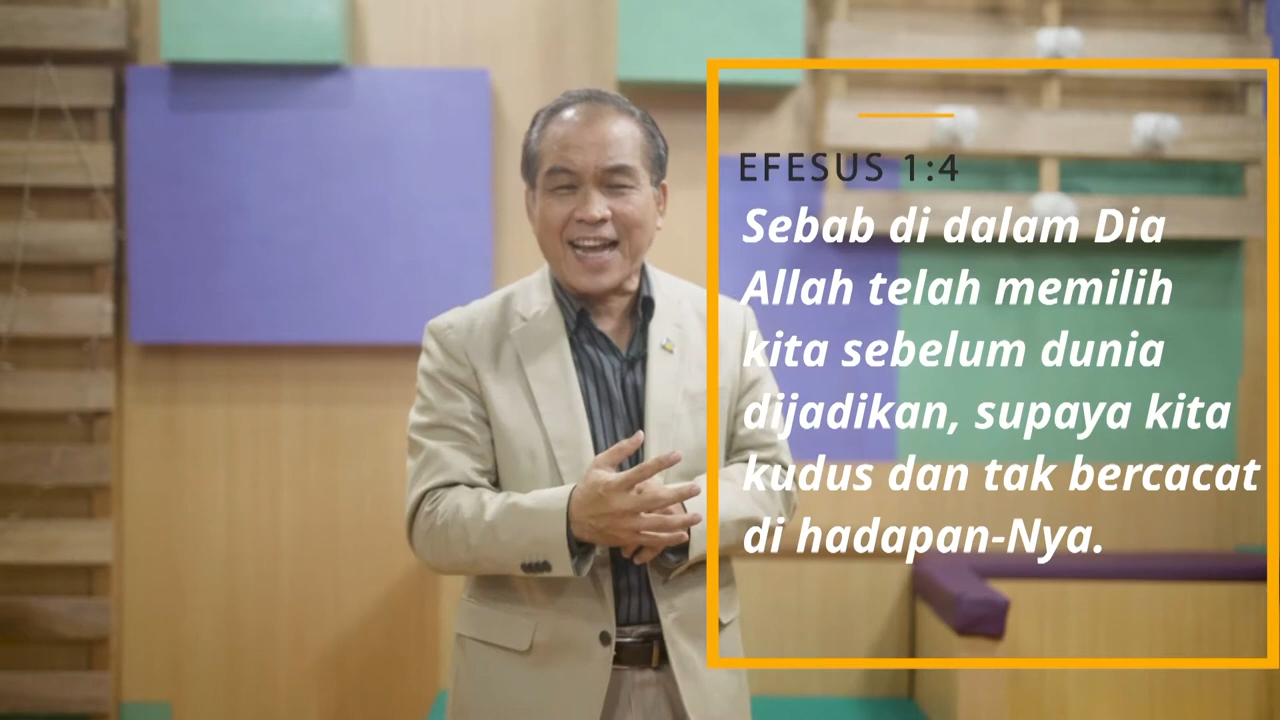 EFESUS 1:4
Sebab di dalam Dia
Allah telah memilih
kita sebelum dunia
dijadikan, supaya kita
kudus dan tak bercacat
di hadapan-Nya.